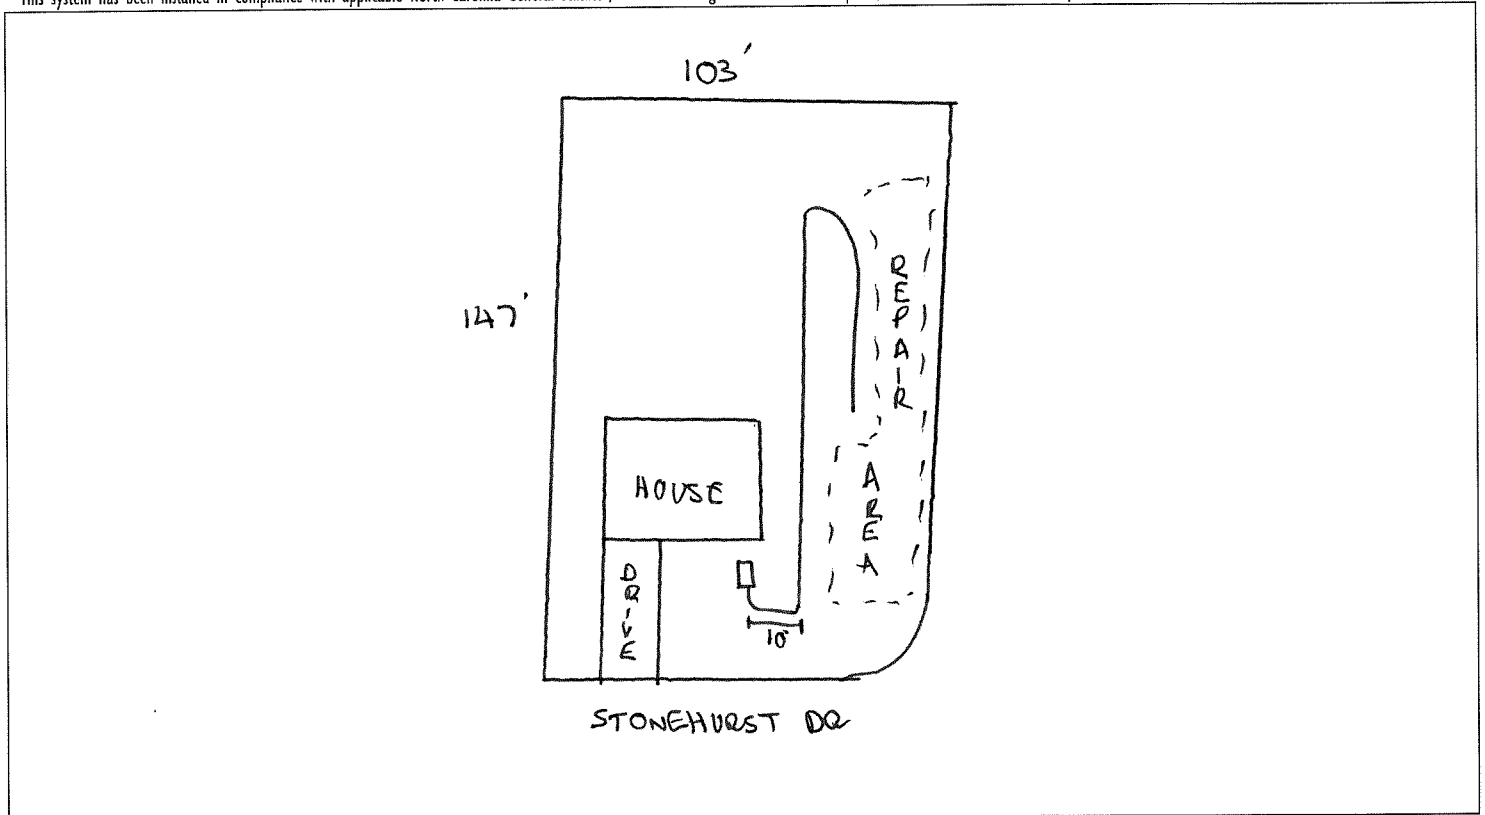 This system has been installed in compliance with applicable North Carolina General
103'
147'
REPAIR
AREA
HOUSE
DRIVE
10'
STONEHURST DR